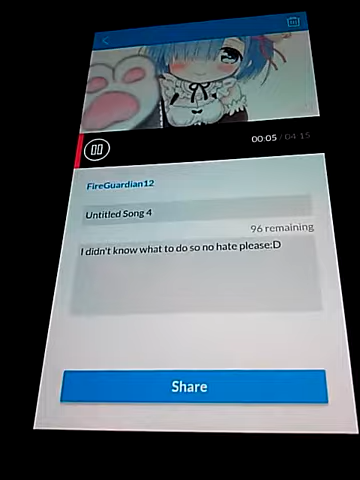 00:05 / 04:15
FireGuardian12
Untitled Song 4
96 remaining
I didn't know what to do so no hate please:D
Share